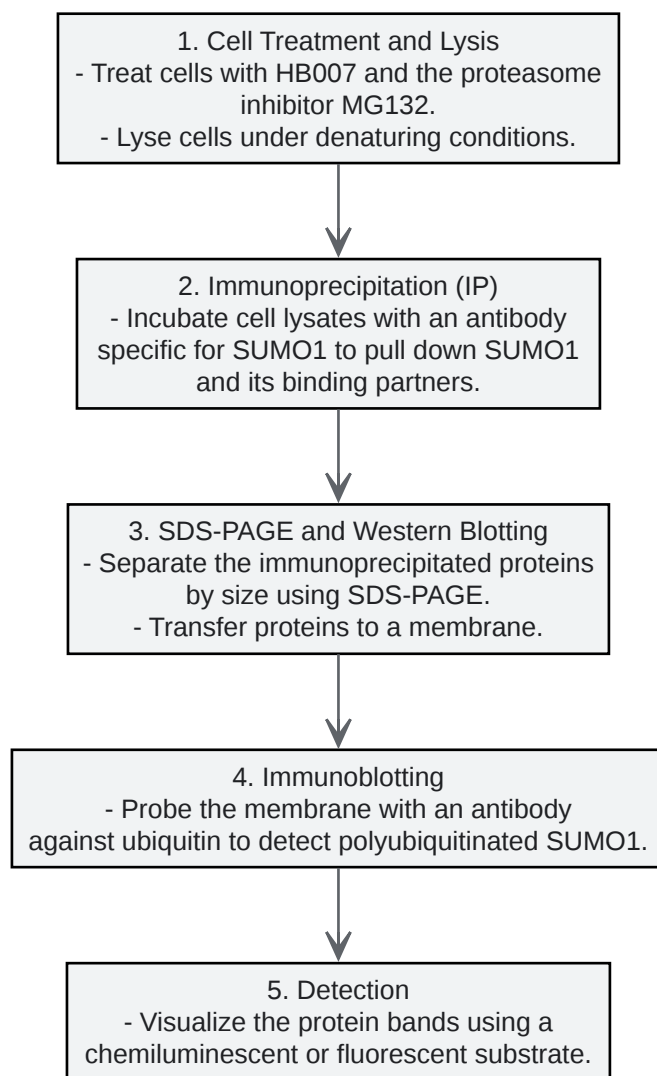 1. Cell Treatment and Lysis
- Treat cells with HB007 and the proteasome
inhibitor MG132.
- Lyse cells under denaturing conditions.
2. Immunoprecipitation (IP)
- Incubate cell lysates with an antibody
specific for SUMO1 to pull down SUMO1
and its binding partners.
3. SDS-PAGE and Western Blotting
- Separate the immunoprecipitated proteins
by size using SDS-PAGE.
- Transfer proteins to a membrane.
4. Immunoblotting
- Probe the membrane with an antibody
against ubiquitin to detect polyubiquitinated SUMO1.
5. Detection
- Visualize the protein bands using a
chemiluminescent or fluorescent substrate.